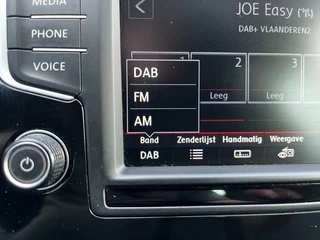 MEDIA
JOE Easy
DAB+ VLAANDEREN2
PHONE
VOICE
DAB
FM
AM
2
3
Leeg
Leeg
Band
Zenderlijst
Handmatig
Weergave
DAB